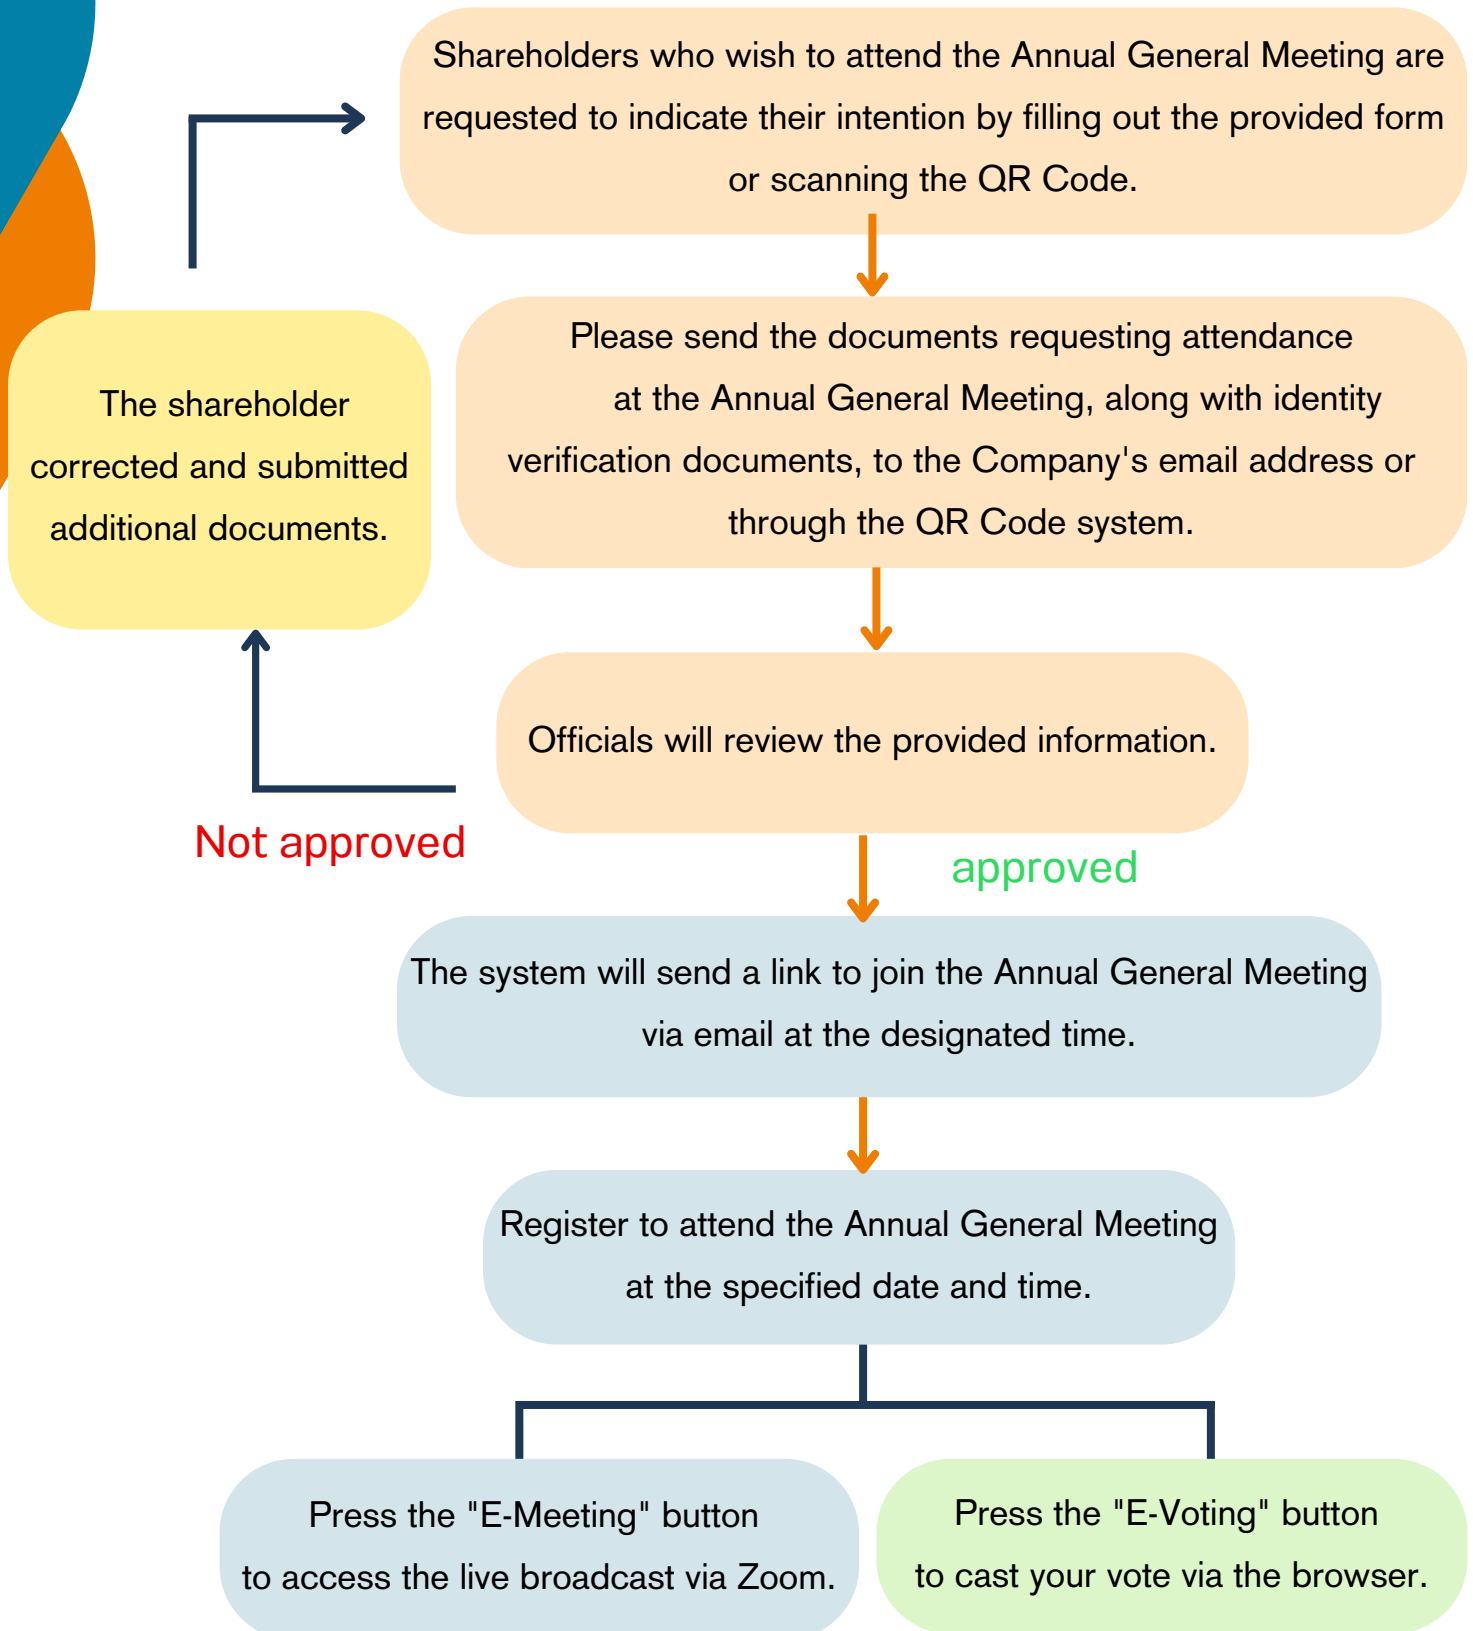 Shareholders who wish to attend the Annual General Meeting are
requested to indicate their intention by filling out the provided form
or scanning the QR Code.
Please send the documents requesting attendance
at the Annual General Meeting, along with identity
verification documents, to the Company's email address or
through the QR Code system.
The shareholder
corrected and submitted
additional documents.
Officials will review the provided information.
Not approved
approved
The system will send a link to join the Annual General Meeting
via email at the designated time.
Register to attend the Annual General Meeting
at the specified date and time.
Press the "E-Meeting" button
to access the live broadcast via Zoom.
Press the "E-Voting" button
to cast your vote via the browser.